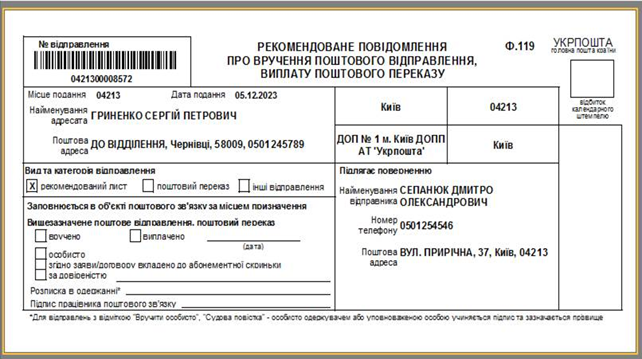 № відправлення
0421300008572
РЕКОМЕНДОВАНЕ ПОВІДОМЛЕННЯ
ПРО ВРУЧЕННЯ ПОШТОВОГО ВІДПРАВЛЕННЯ,
ВИПЛАТУ ПОШТОВОГО ПЕРЕКАЗУ
Ф.119
УКРПОШТА
ГОЛОВНА ПОШТА КРАЇНИ
відбиток
календарного
штемпелю
Місце подання 04213 Дата подання 05.12.2023
Найменування адресата ГРИНЕНКО СЕРГІЙ ПЕТРОВИЧ
Поштова адреса ДО ВІДДІЛЕННЯ, Чернівці, 58009, 0501245789
Київ 04213
ДОП № 1 м. Київ ДОПП АТ 'Укрпошта' Київ
Вид та категорія відправлення
X рекомендований лист поштовий переказ інші відправлення
Заповнюється в об'єкті поштового зв'язку за місцем призначення
Вищезазначене поштове відправлення. поштовий переказ
вручено виплачено
(дата)
особисто
згідно заяви/договору вкладено до абонементної скриньки
за довіреністю
Розписка в одержанні*
Підпис працівника поштового зв'язку
Підлягає поверненню
Найменування відправника СЕПАНЮК ДМИТРО ОЛЕКСАНДРОВИЧ
Номер телефону 0501254546
Поштова адреса ВУЛ. ПРИРІЧНА, 37, Київ, 04213
*Для відправлень з відміткою "Вручити особисто", "Судова повістка" - особисто одержувачем або уповноваженою особою учиняється підпис та зазначається прізвище